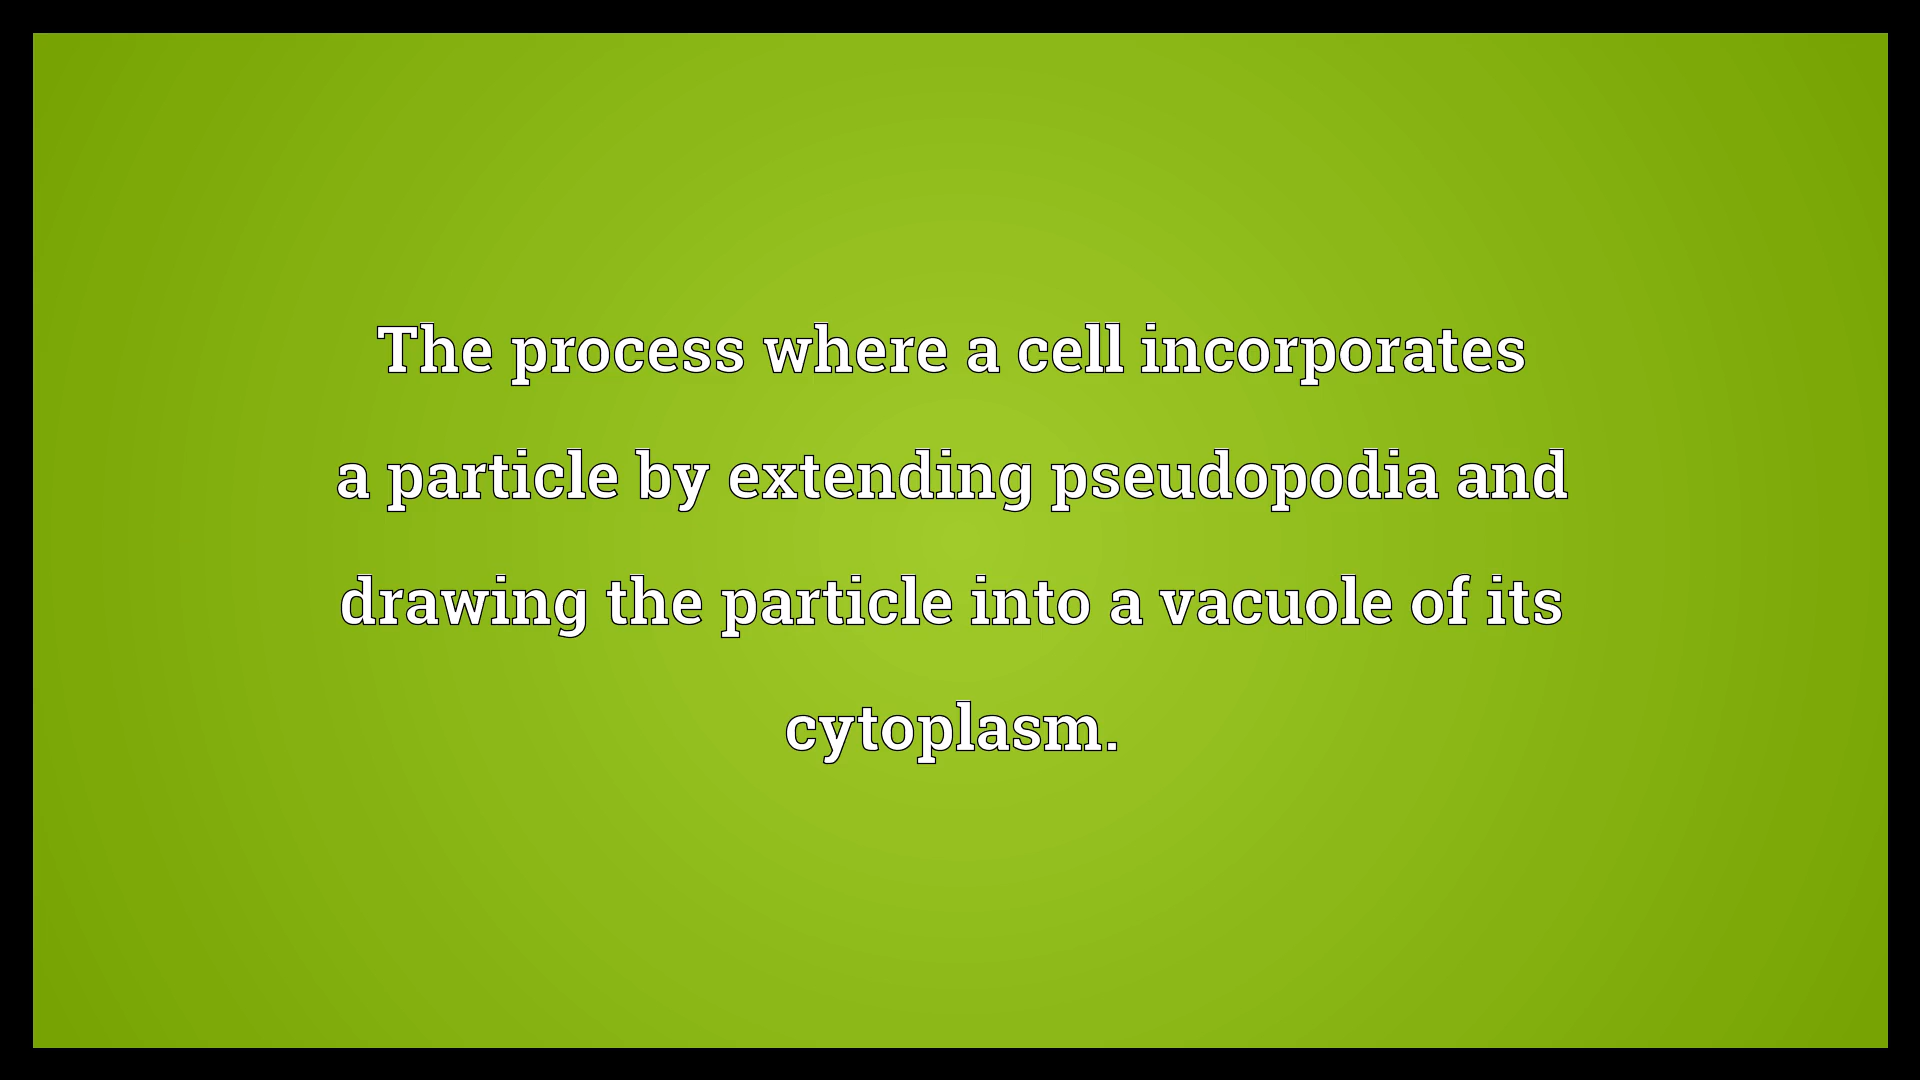 The process where a cell incorporates
a particle by extending pseudopodia and
drawing the particle into a vacuole of its
cytoplasm.